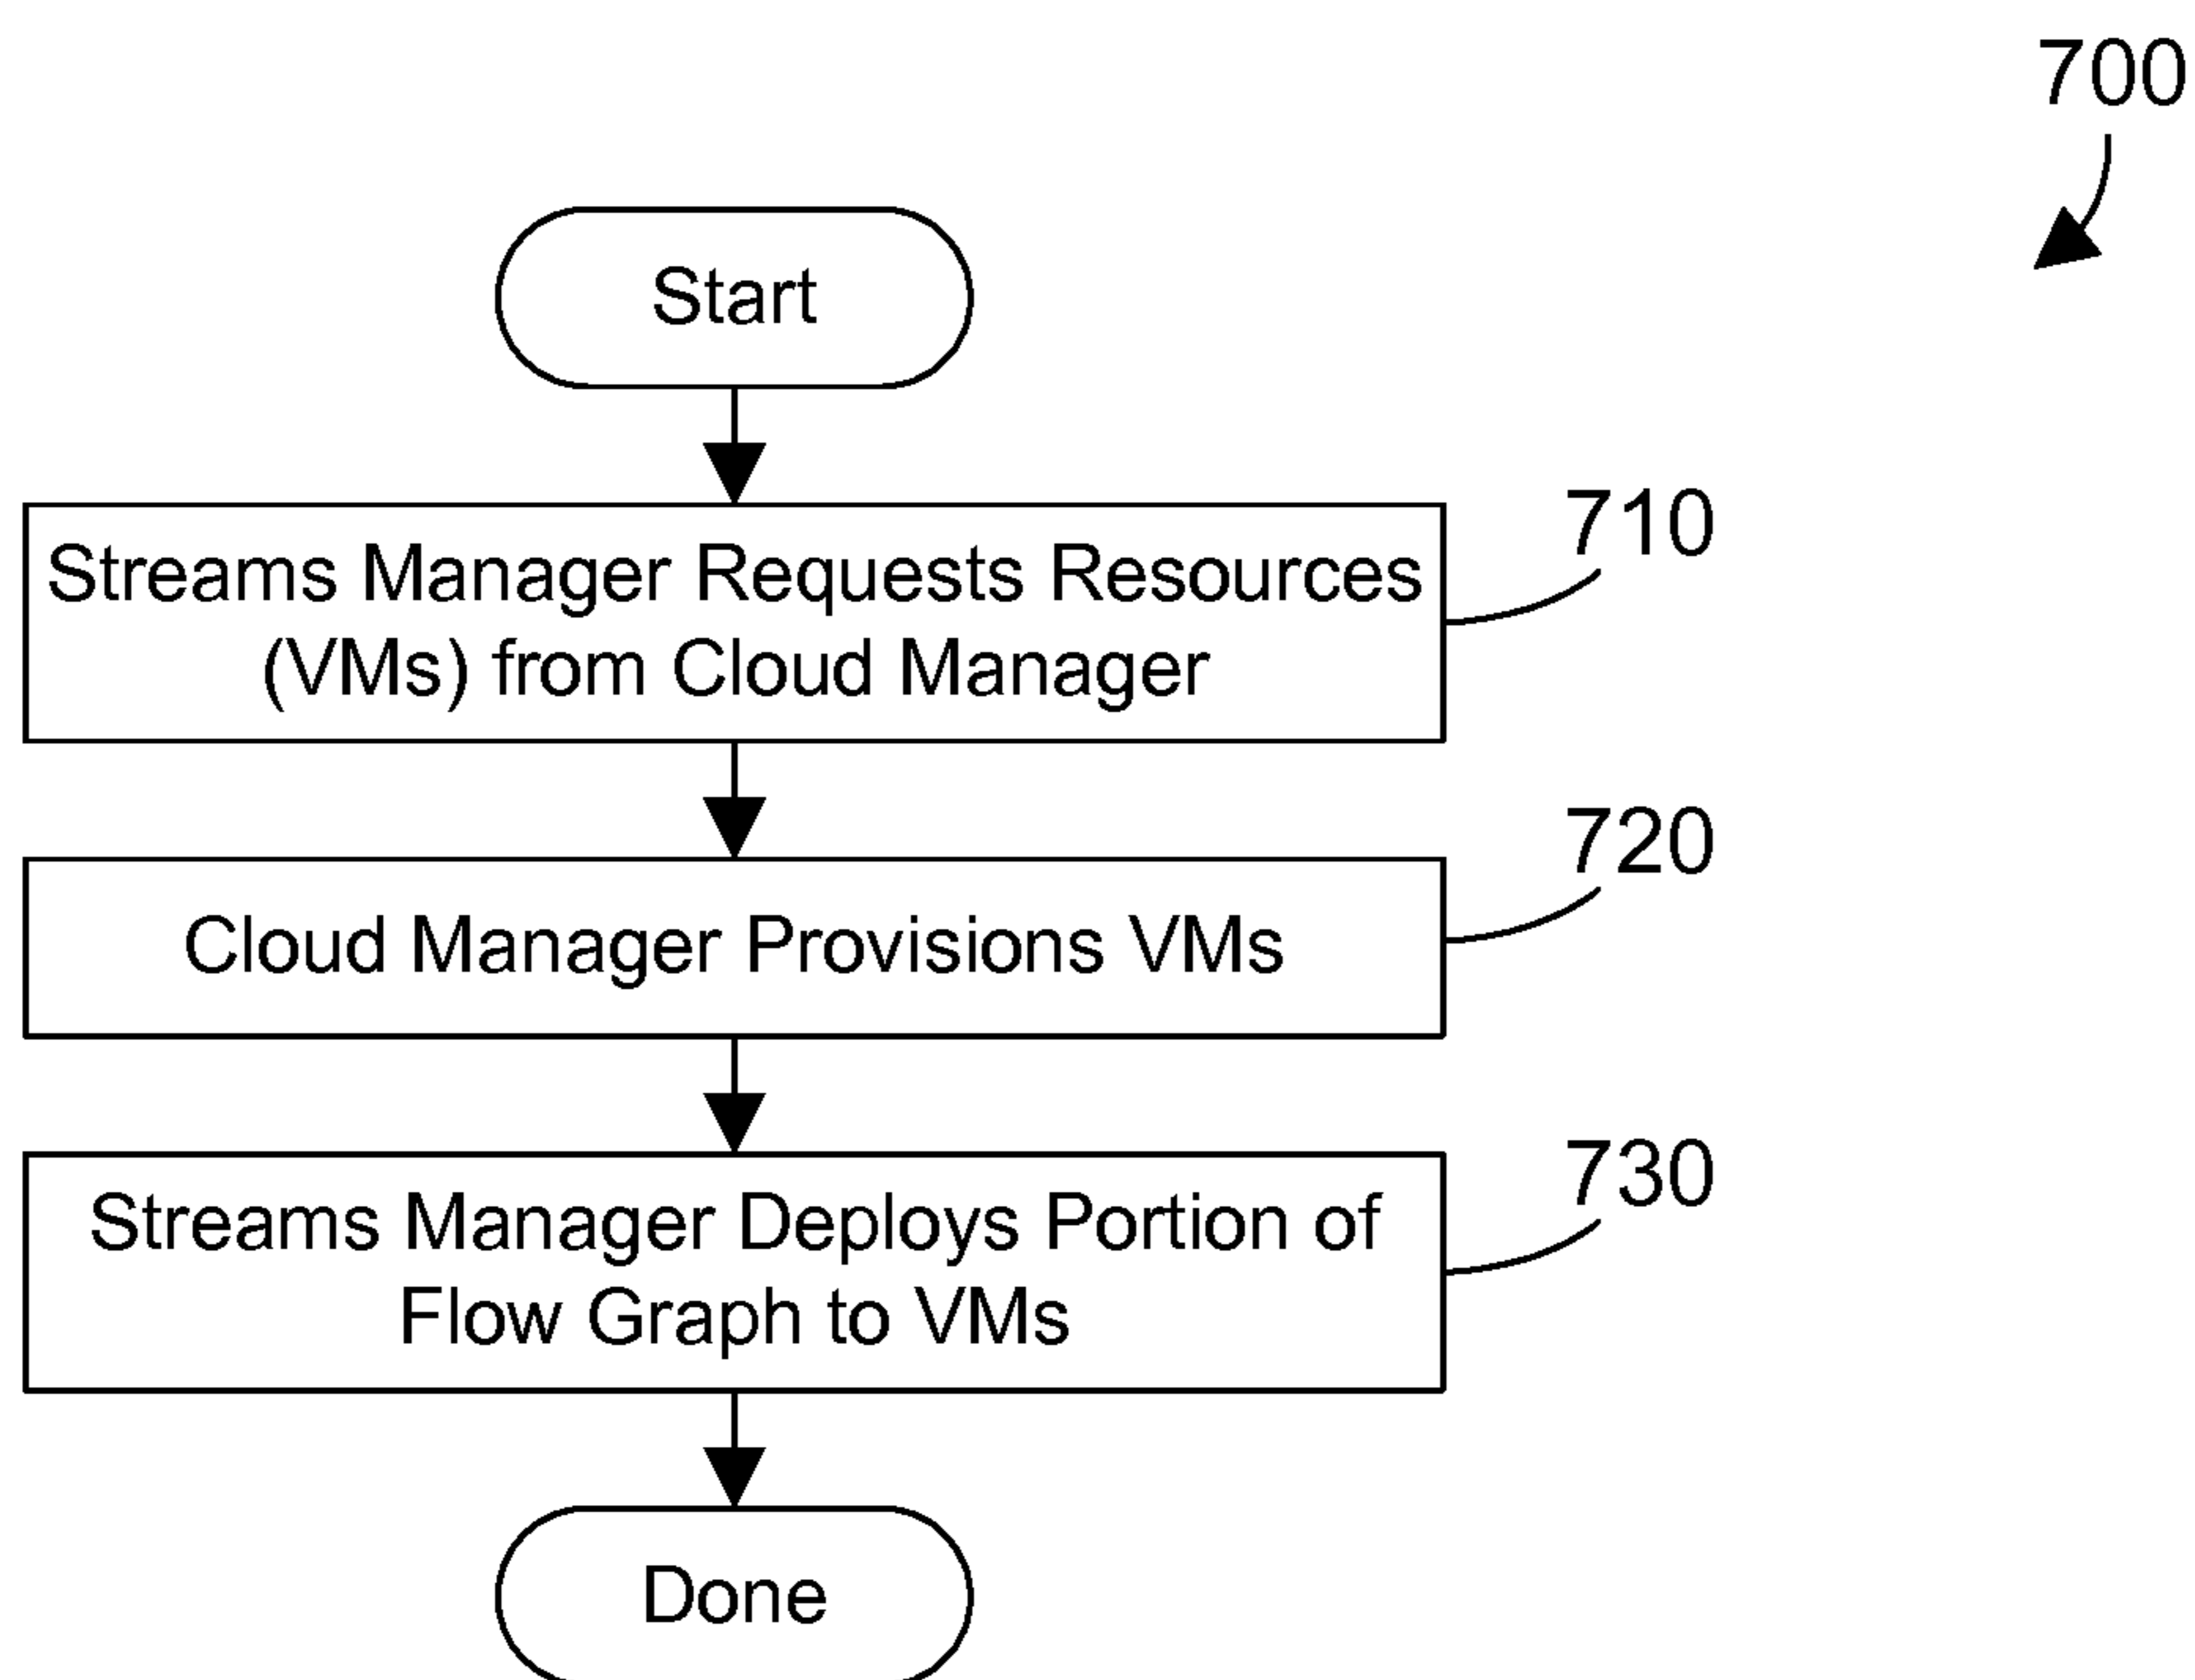 700
Start
Streams Manager Requests Resources
(VMs) from Cloud Manager
710
Cloud Manager Provisions VMs
720
Streams Manager Deploys Portion of
Flow Graph to VMs
730
Done